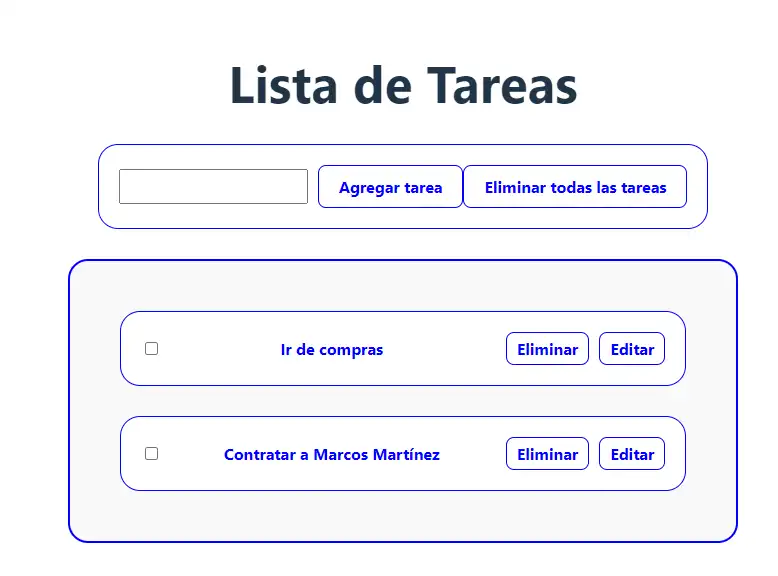 Lista de Tareas
Agregar tarea Eliminar todas las tareas
Ir de compras Eliminar Editar
Contratar a Marcos Martínez Eliminar Editar